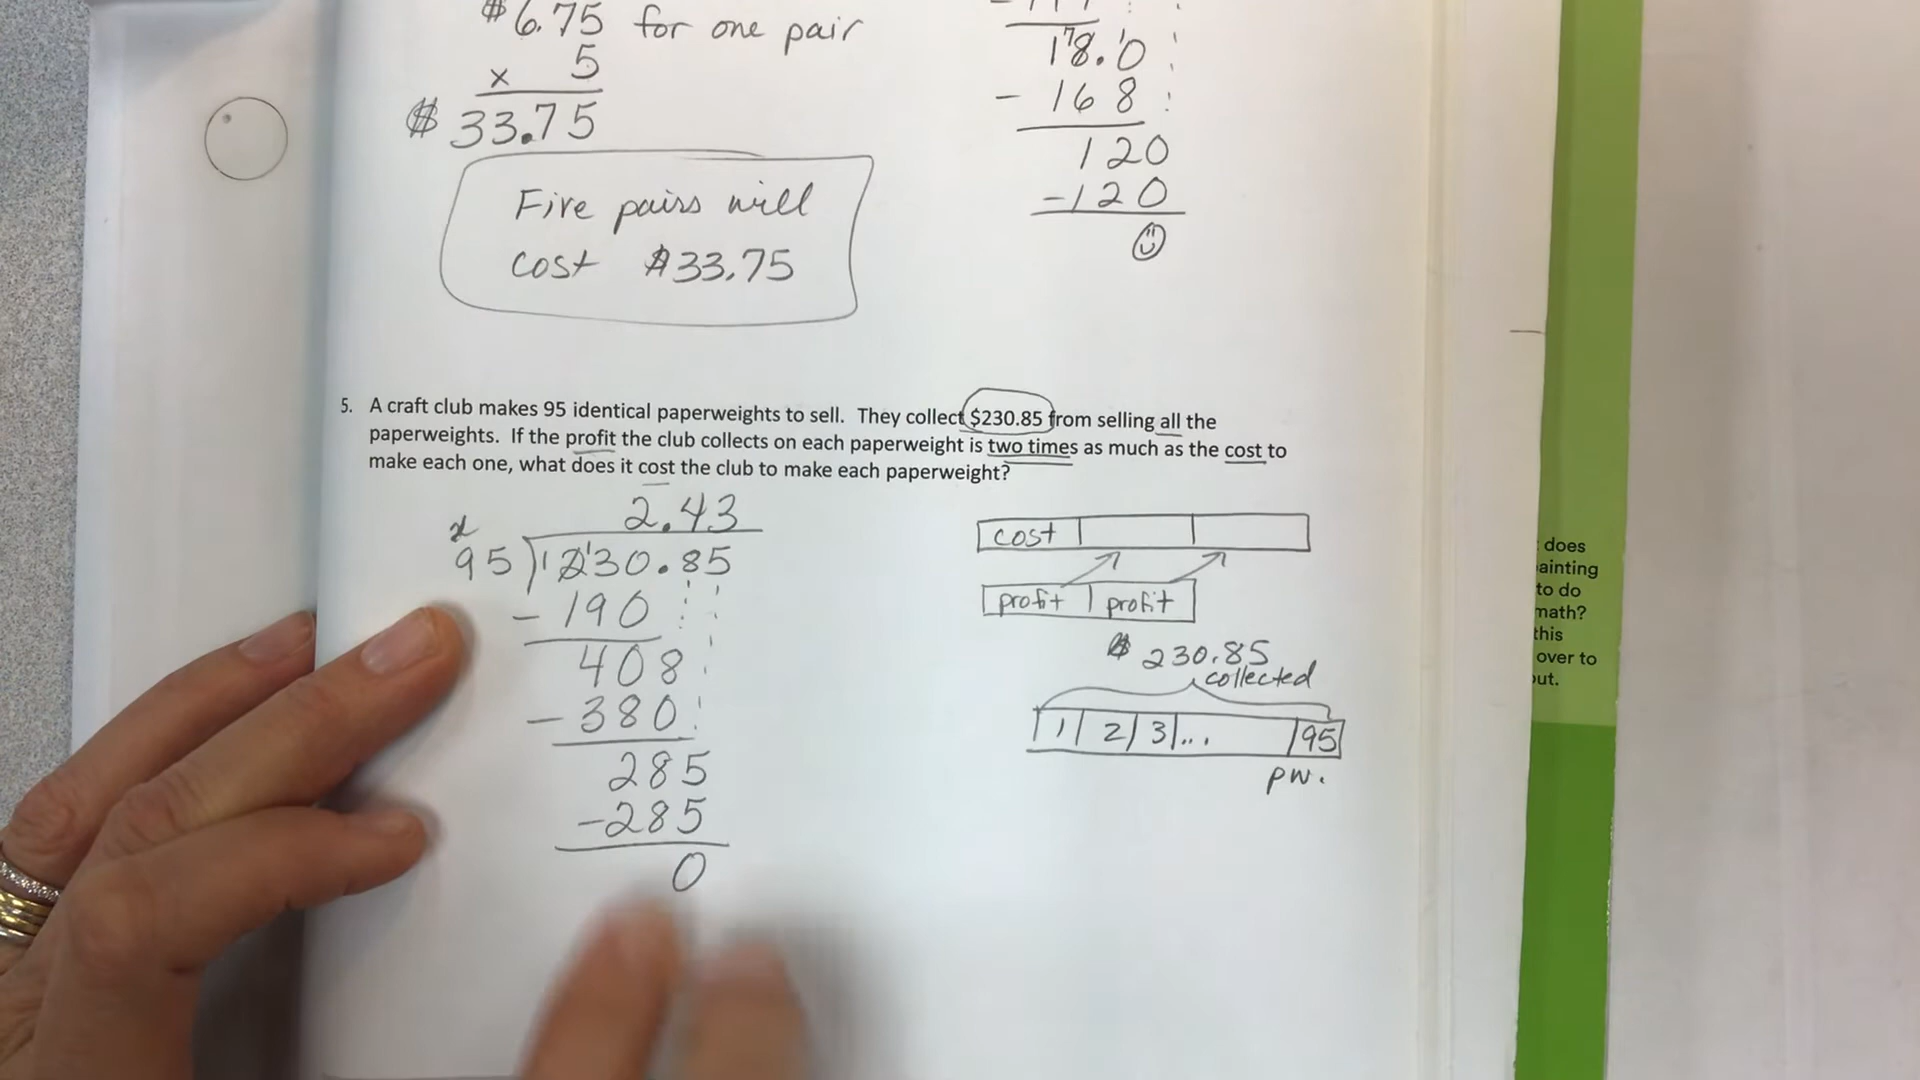 $6.75 for one pair
x 5
$33.75
Five pairs will
cost $33.75
18.0
- 168
120
-120
5. A craft club makes 95 identical paperweights to sell. They collect $230.85 from selling all the
paperweights. If the profit the club collects on each paperweight is two times as much as the cost to
make each one, what does it cost the club to make each paperweight?
2.43
95 230.85
- 190
408
- 380
285
-285
0
cost
profit profit
$230.85
collected
1 2 3 ... 95
pw.
does
ainting
to do
math?
this
over to
out.